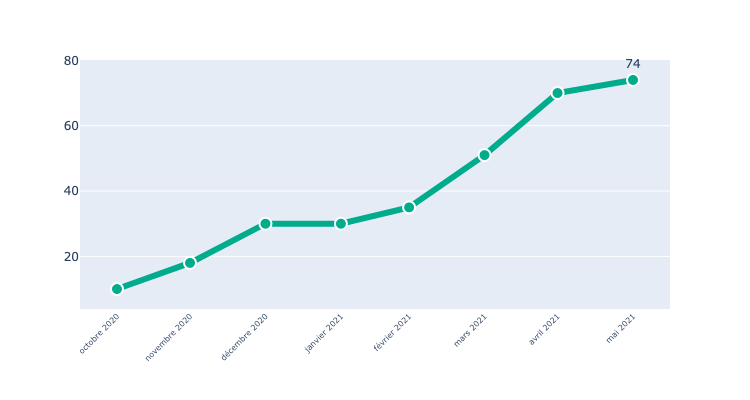 80
74
60
40
20
octobre 2020
novembre 2020
décembre 2020
janvier 2021
février 2021
mars 2021
avril 2021
mai 2021